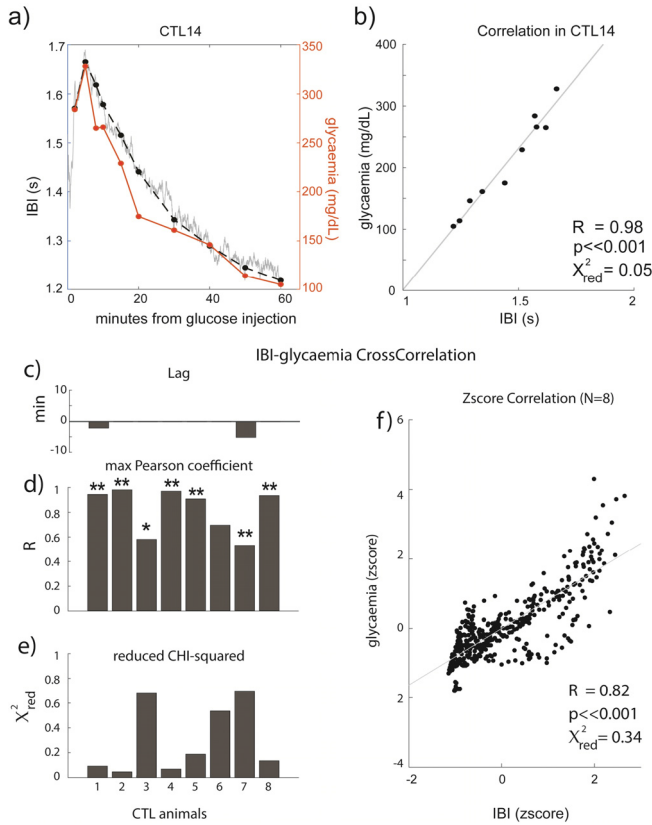 a)
CTL14
1.7
1.6
1.5
1.4
1.3
1.2
IBI (s)
350
300
250
200
150
100
glycaemia (mg/dL)
0 20 40 60
minutes from glucose injection
b)
Correlation in CTL14
400
300
200
100
0
glycaemia (mg/dL)
R = 0.98
p<<0.001
X²red = 0.05
1 1.5 2
IBI (s)
IBI-glycaemia CrossCorrelation
c)
Lag
10
0
-10
min
d)
max Pearson coefficient
1
0.8
0.6
0.4
0.2
0
R
** ** * ** ** ** **
e)
reduced CHI-squared
1
0.8
0.6
0.4
0.2
0
X²red
1 2 3 4 5 6 7 8
CTL animals
f)
Zscore Correlation (N=8)
6
4
2
0
2
-4
glycaemia (zscore)
R = 0.82
p<<0.001
X²red = 0.34
-2 0 2
IBI (zscore)